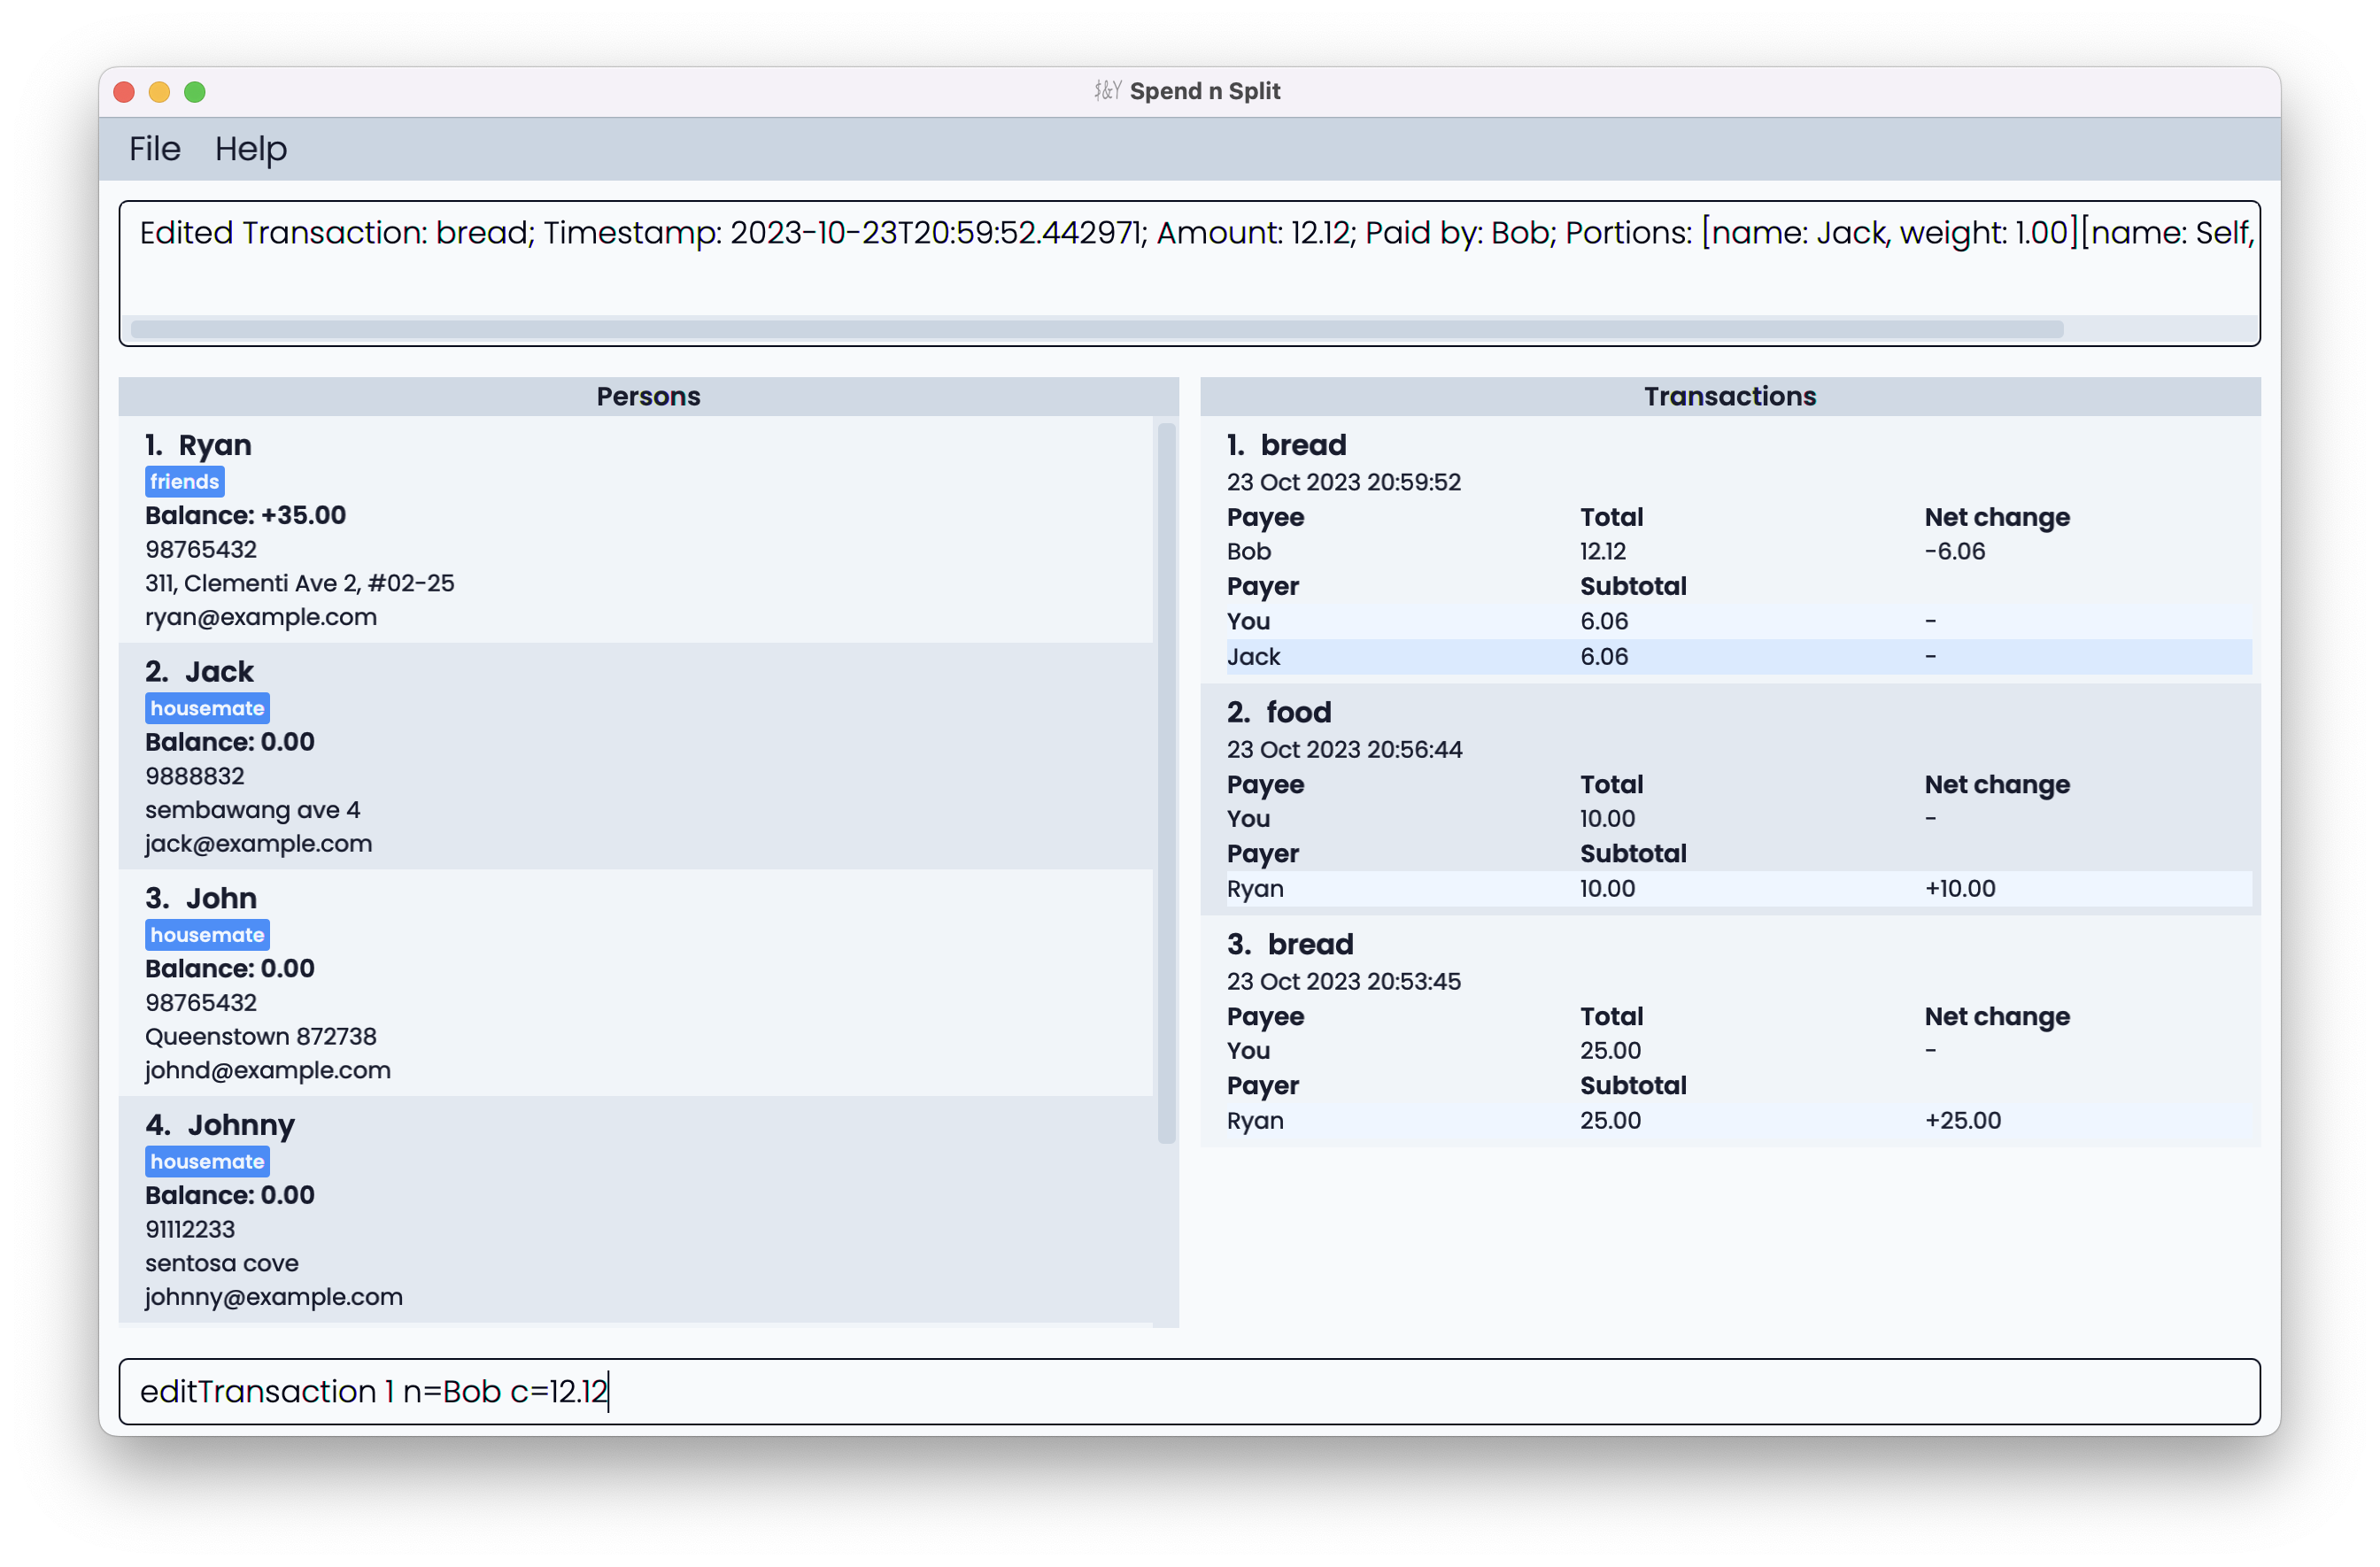 $&Y Spend n Split
File Help
Edited Transaction: bread; Timestamp: 2023-10-23T20:59:52.442971; Amount: 12.12; Paid by: Bob; Portions: [name: Jack, weight: 1.00][name: Self,
Persons
1. Ryan
friends
Balance: +35.00
98765432
311, Clementi Ave 2, #02-25
ryan@example.com
2. Jack
housemate
Balance: 0.00
9888832
sembawang ave 4
jack@example.com
3. John
housemate
Balance: 0.00
98765432
Queenstown 872738
johnd@example.com
4. Johnny
housemate
Balance: 0.00
91112233
sentosa cove
johnny@example.com
Transactions
1. bread
23 Oct 2023 20:59:52
Payee Total Net change
Bob 12.12 -6.06
Payer Subtotal
You 6.06 -
Jack 6.06 -
2. food
23 Oct 2023 20:56:44
Payee Total Net change
You 10.00 -
Payer Subtotal
Ryan 10.00 +10.00
3. bread
23 Oct 2023 20:53:45
Payee Total Net change
You 25.00 -
Payer Subtotal
Ryan 25.00 +25.00
editTransaction 1 n=Bob c=12.12